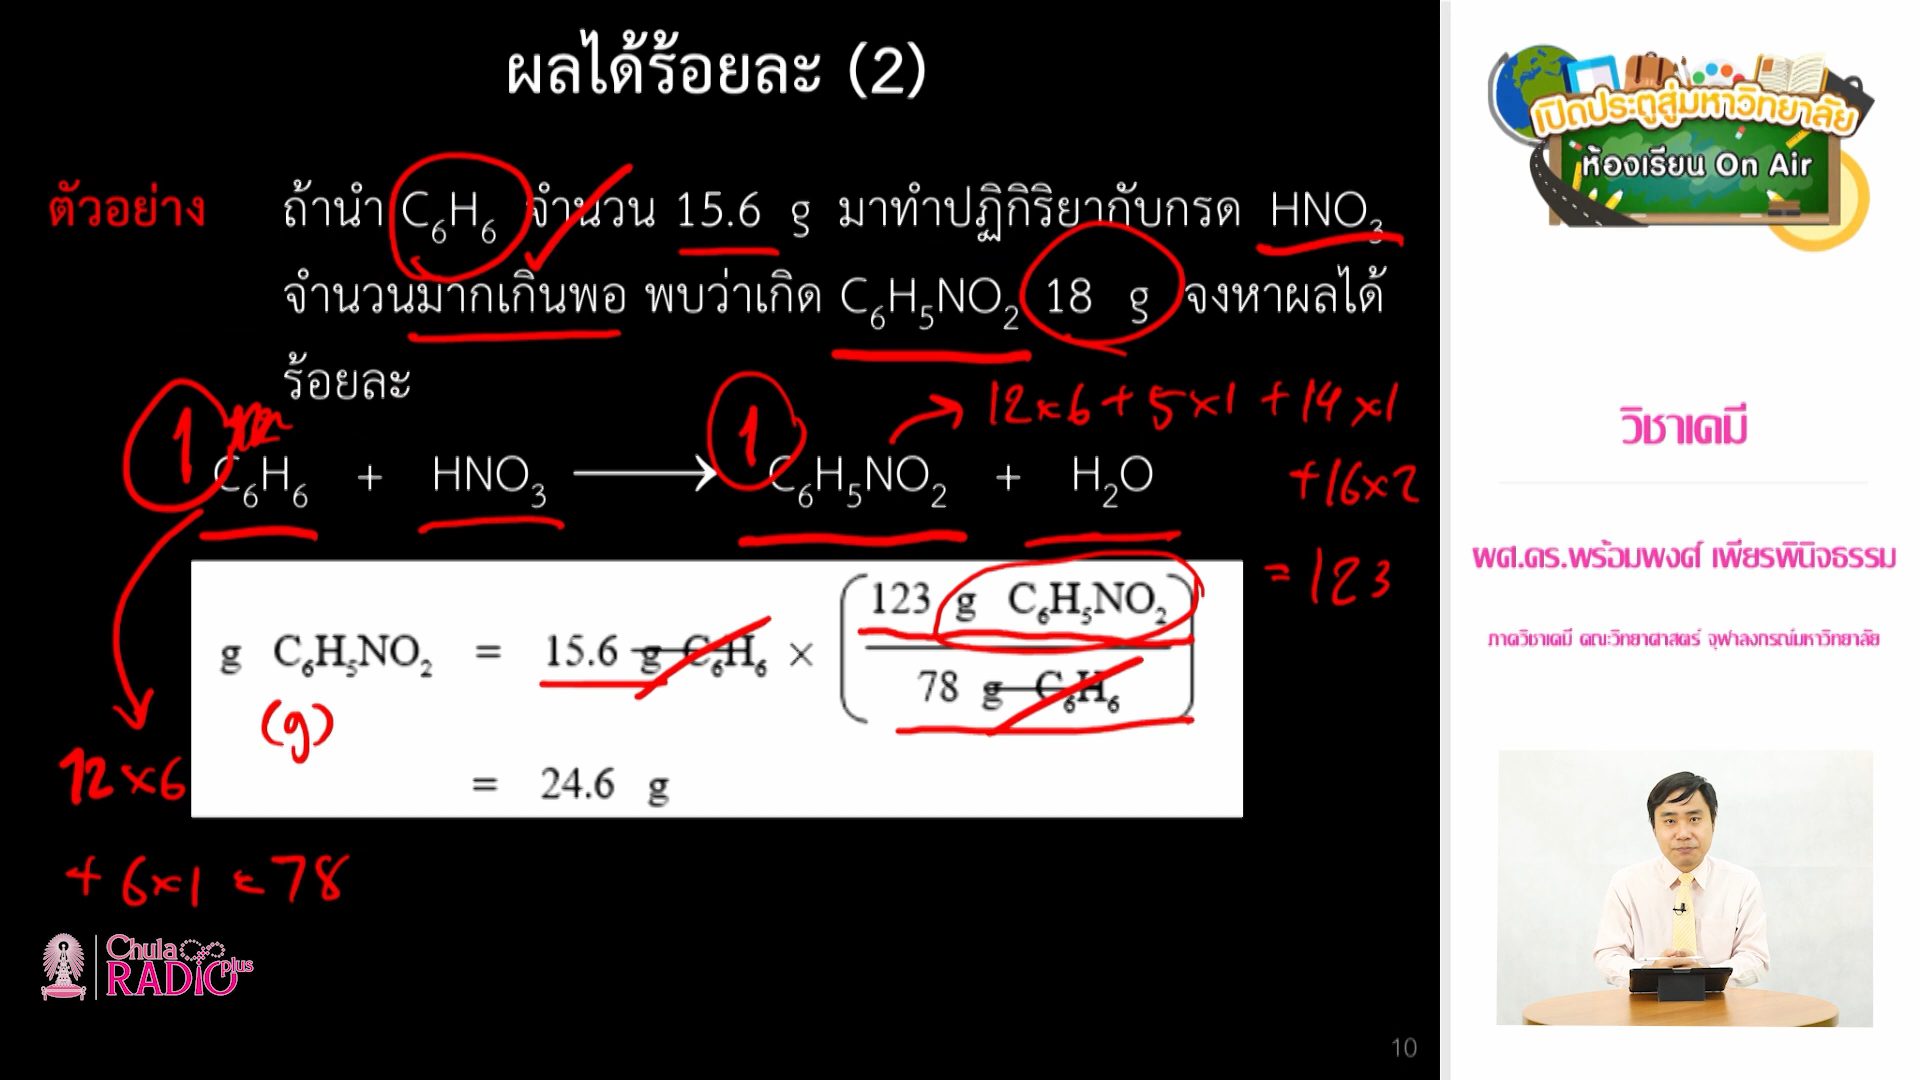 ผลได้ร้อยละ (2)
ตัวอย่าง ถ้านำ C6H6 จำนวน 15.6 g มาทำปฏิกิริยากับกรด HNO3
จำนวนมากเกินพอ พบว่าเกิด C6H5NO2 18 g จงหาผลได้
ร้อยละ
12×6+5×1+14×1
+16×2
=123
1 1
C6H6 + HNO3 ⟶ C6H5NO2 + H2O
g C6H5NO2 = 15.6 g C6H6 × (123 g C6H5NO2 / 78 g C6H6)
(g)
= 24.6 g
12×6
+ 6×1 = 78
Chula
RADIO plus
10
เปิดประตูสู่มหาวิทยาลัย
ห้องเรียน On Air
วิชาเคมี
ผศ.ดร.พร้อมพงศ์ เพียรพินิจธรรม
ภาควิชาเคมี คณะวิทยาศาสตร์ จุฬาลงกรณ์มหาวิทยาลัย